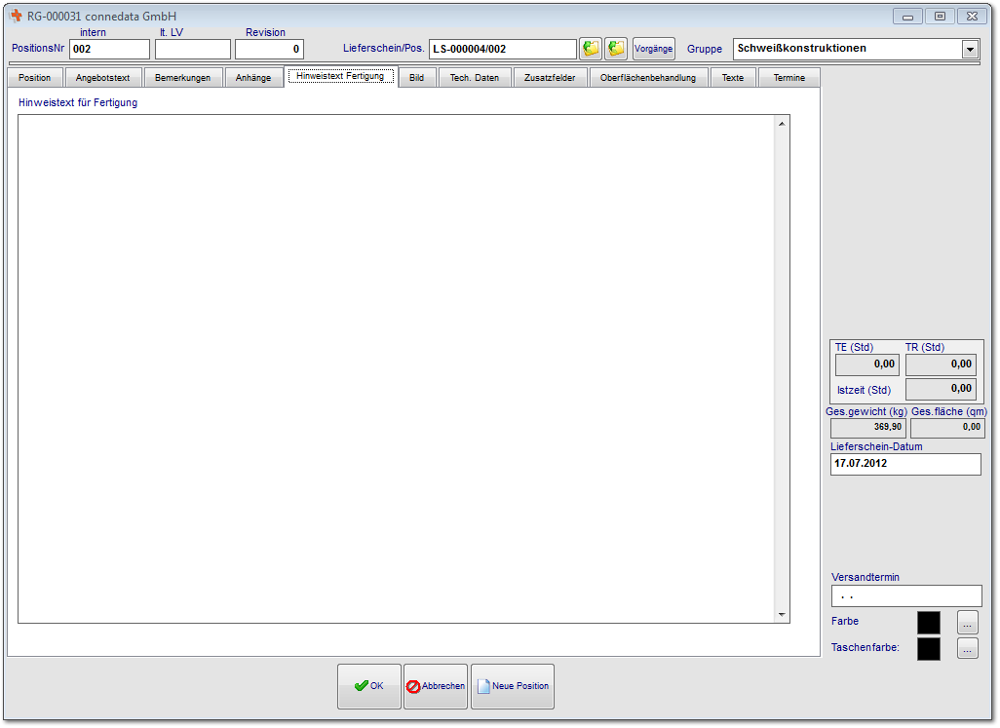 RG-000031 connedata GmbH
intern lt. LV Revision
PositionsNr 002 0 Lieferschein/Pos. LS-000004/002 Vorgänge Gruppe Schweißkonstruktionen
Position Angebotstext Bemerkungen Anhänge Hinweistext Fertigung Bild Tech. Daten Zusatzfelder Oberflächenbehandlung Texte Termine
Hinweistext für Fertigung
TE (Std) TR (Std)
0,00 0,00
Istzeit (Std) 0,00
Ges.gewicht (kg) Ges.fläche (qm)
369,90 0,00
Lieferschein-Datum
17.07.2012
Versandtermin
. .
Farbe ...
Taschenfarbe: ...
OK Abbrechen Neue Position